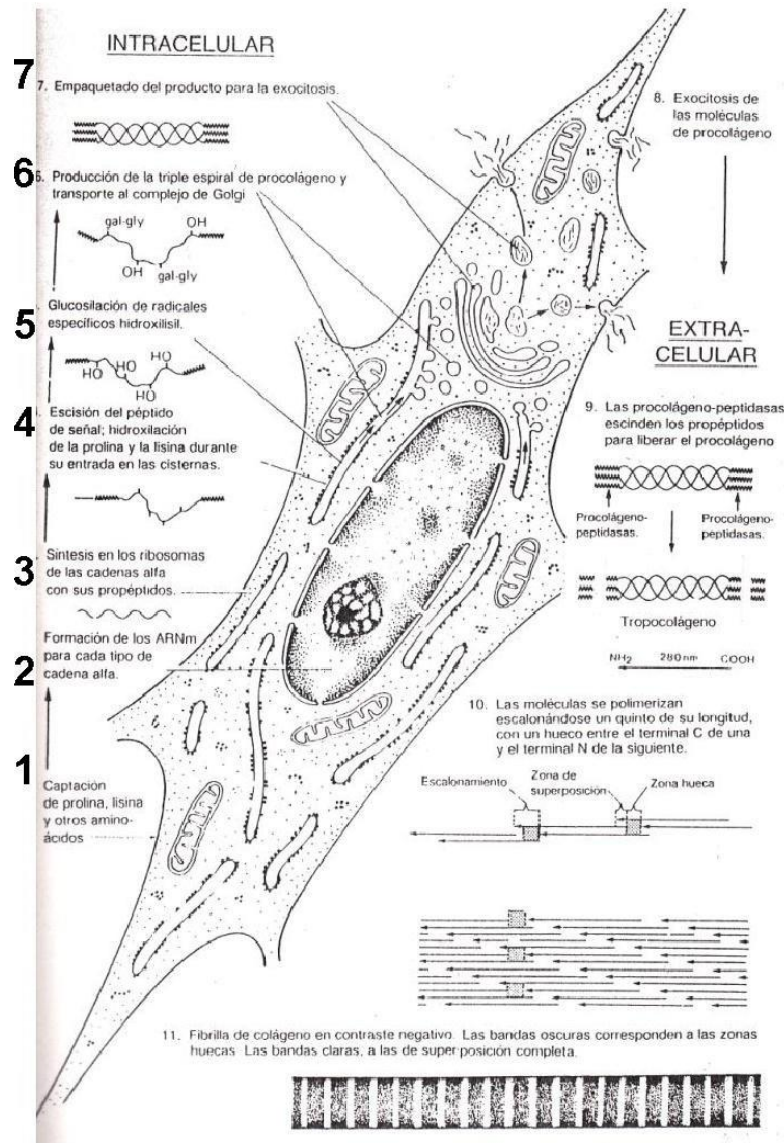 INTRACELULAR
7
7. Empaquetado del producto para la exocitosis.
6
6. Producción de la triple espiral de procolágeno y
transporte al complejo de Golgi
gal-gly
OH
OH
gal-gly
5
Glucosilación de radicales
específicos hidroxilisil.
HO
HO
HO
HO
4
Escisión del péptido
de señal; hidroxilación
de la prolina y la lisina durante
su entrada en las cisternas.
3
Síntesis en los ribosomas
de las cadenas alfa
con sus propéptidos.
2
Formación de los ARNm
para cada tipo de
cadena alfa.
1
Captación
de prolina, lisina
y otros amino-
ácidos
8. Exocitosis de
las moléculas
de procolágeno
EXTRA-
CELULAR
9. Las procolágeno-peptidasas
escinden los propéptidos
para liberar el procolágeno
Procolágeno-
peptidasas.
Procolágeno-
peptidasas.
Tropocolágeno
NH2 280 nm COOH
10. Las moléculas se polimerizan
escalonándose un quinto de su longitud,
con un hueco entre el terminal C de una
y el terminal N de la siguiente.
Escalonamiento
Zona de
superposición
Zona hueca
11. Fibrilla de colágeno en contraste negativo. Las bandas oscuras corresponden a las zonas
huecas. Las bandas claras, a las de superposición completa.